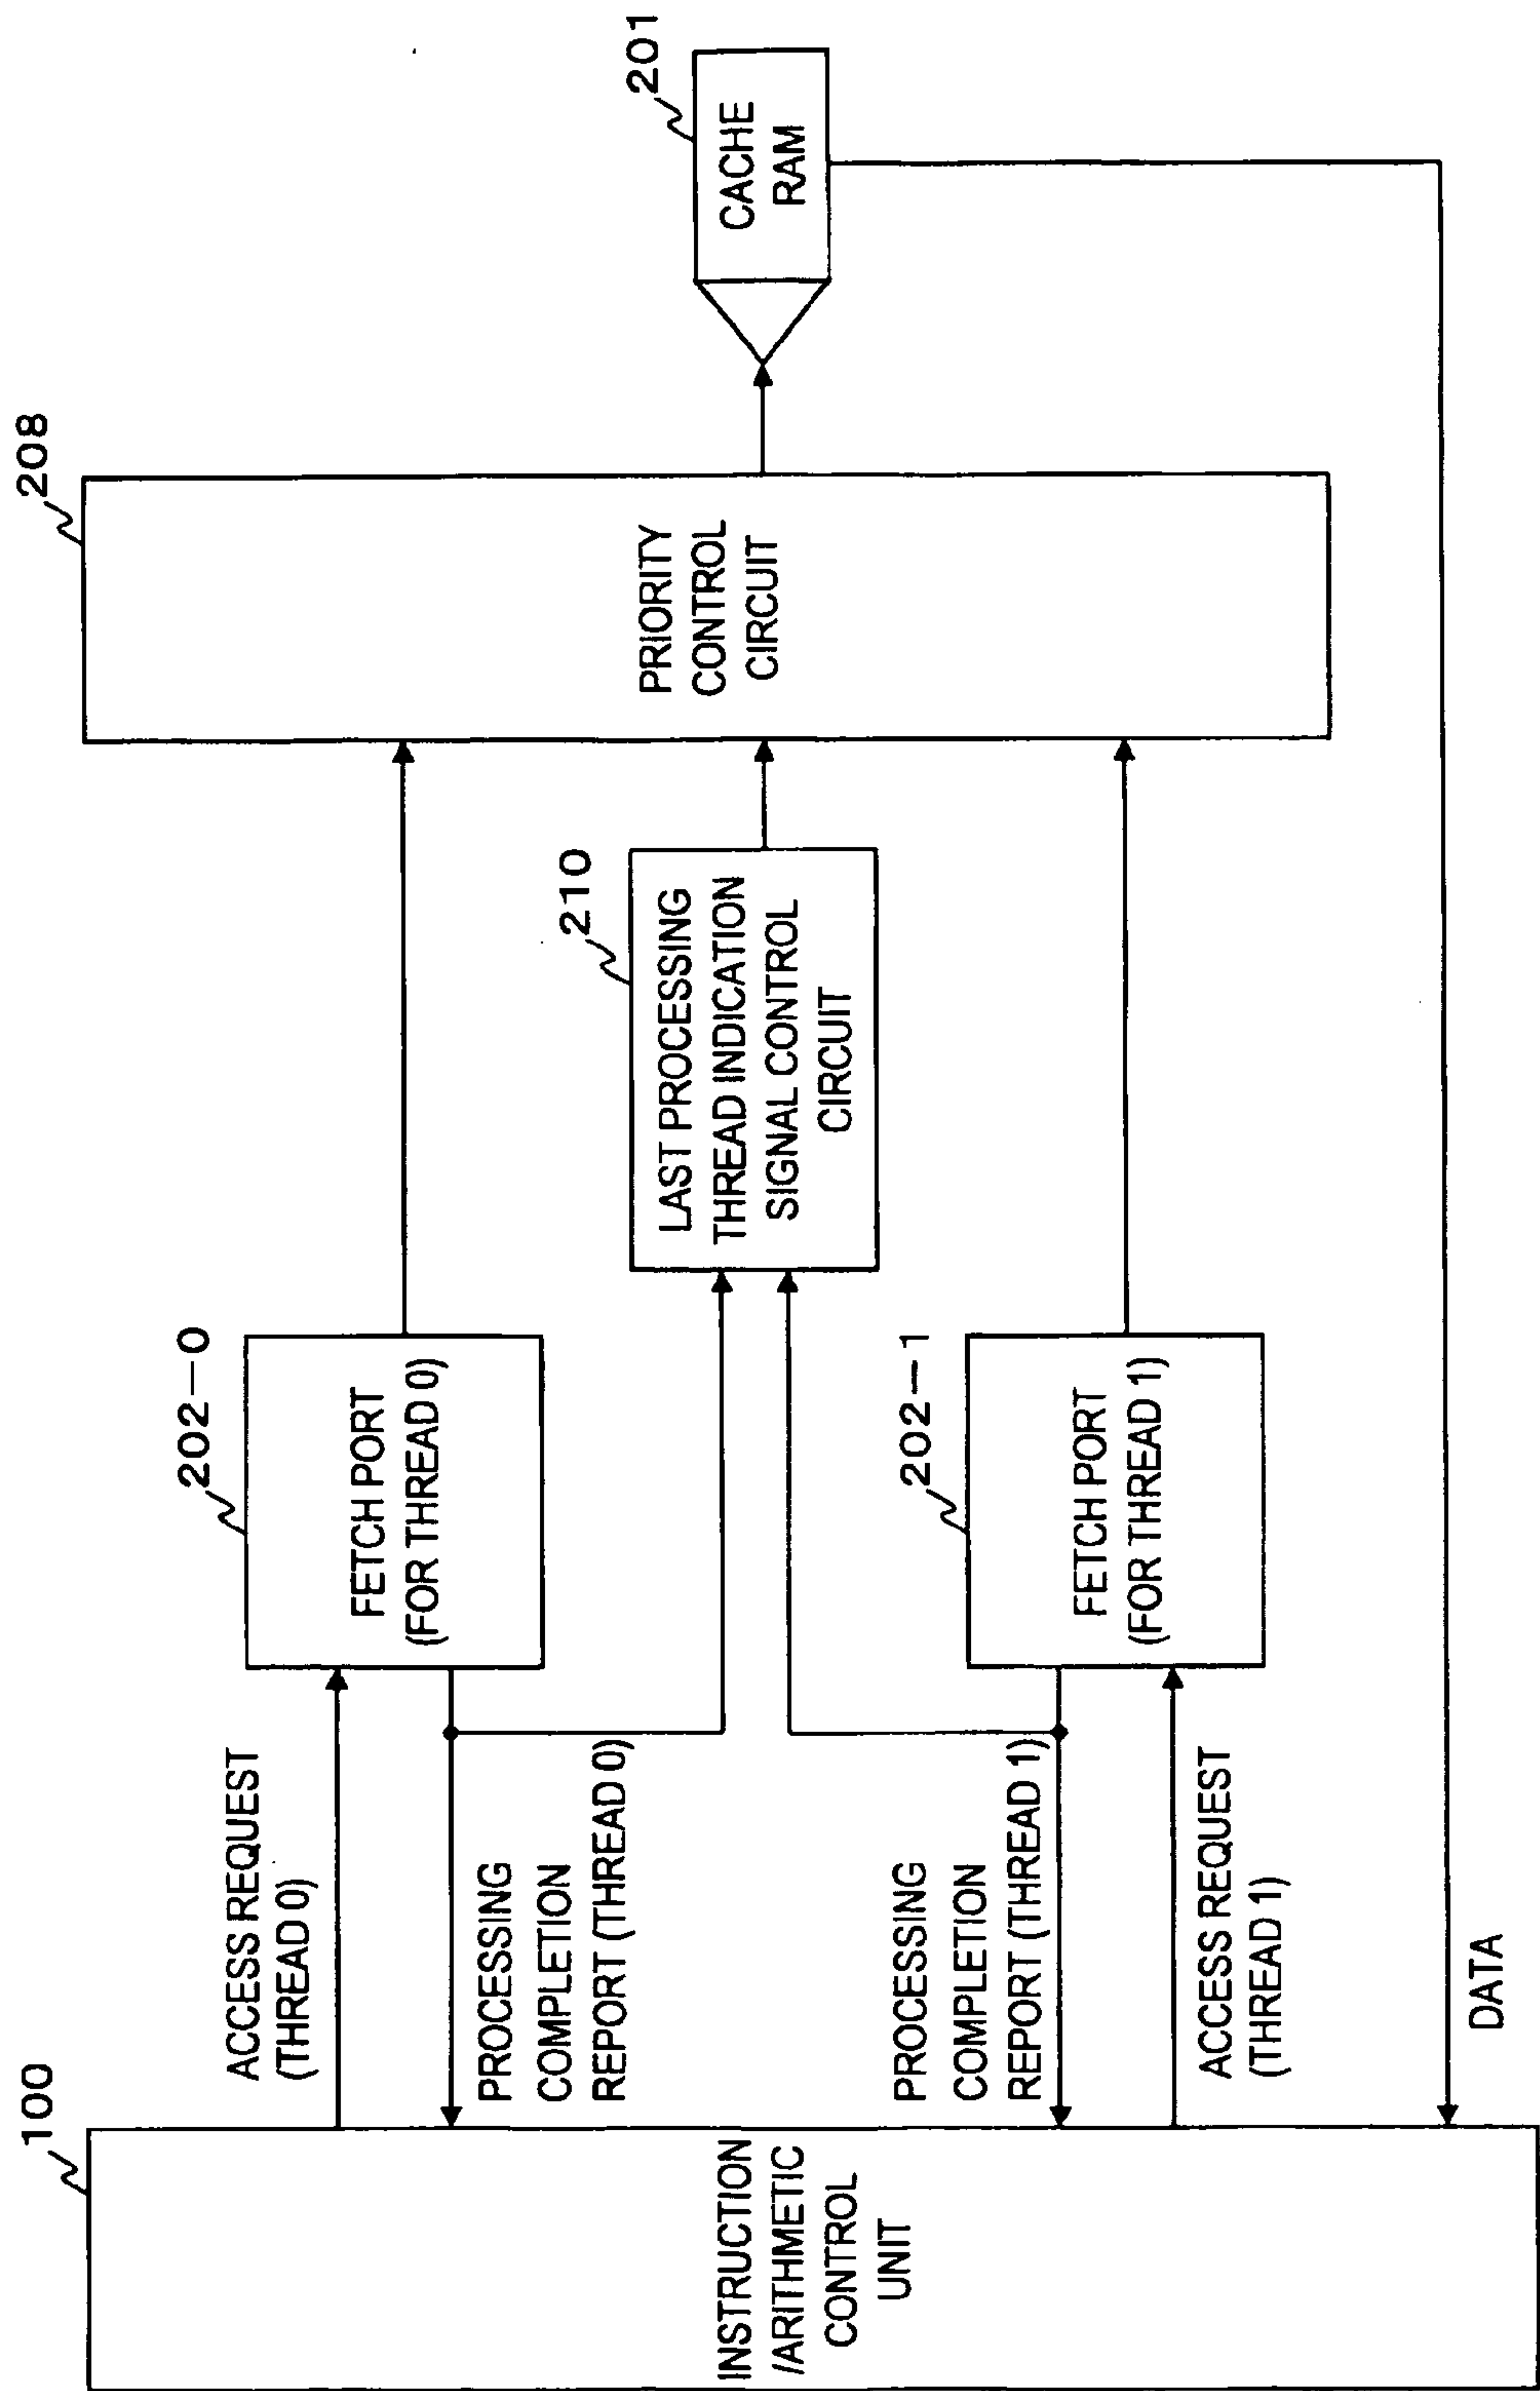 100
INSTRUCTION
/ARITHMETIC
CONTROL
UNIT
ACCESS REQUEST
(THREAD 0)
PROCESSING
COMPLETION
REPORT (THREAD 0)
PROCESSING
COMPLETION
REPORT (THREAD 1)
ACCESS REQUEST
(THREAD 1)
DATA
202-0
FETCH PORT
(FOR THREAD 0)
202-1
FETCH PORT
(FOR THREAD 1)
210
LAST PROCESSING
THREAD INDICATION
SIGNAL CONTROL
CIRCUIT
208
PRIORITY
CONTROL
CIRCUIT
201
CACHE
RAM